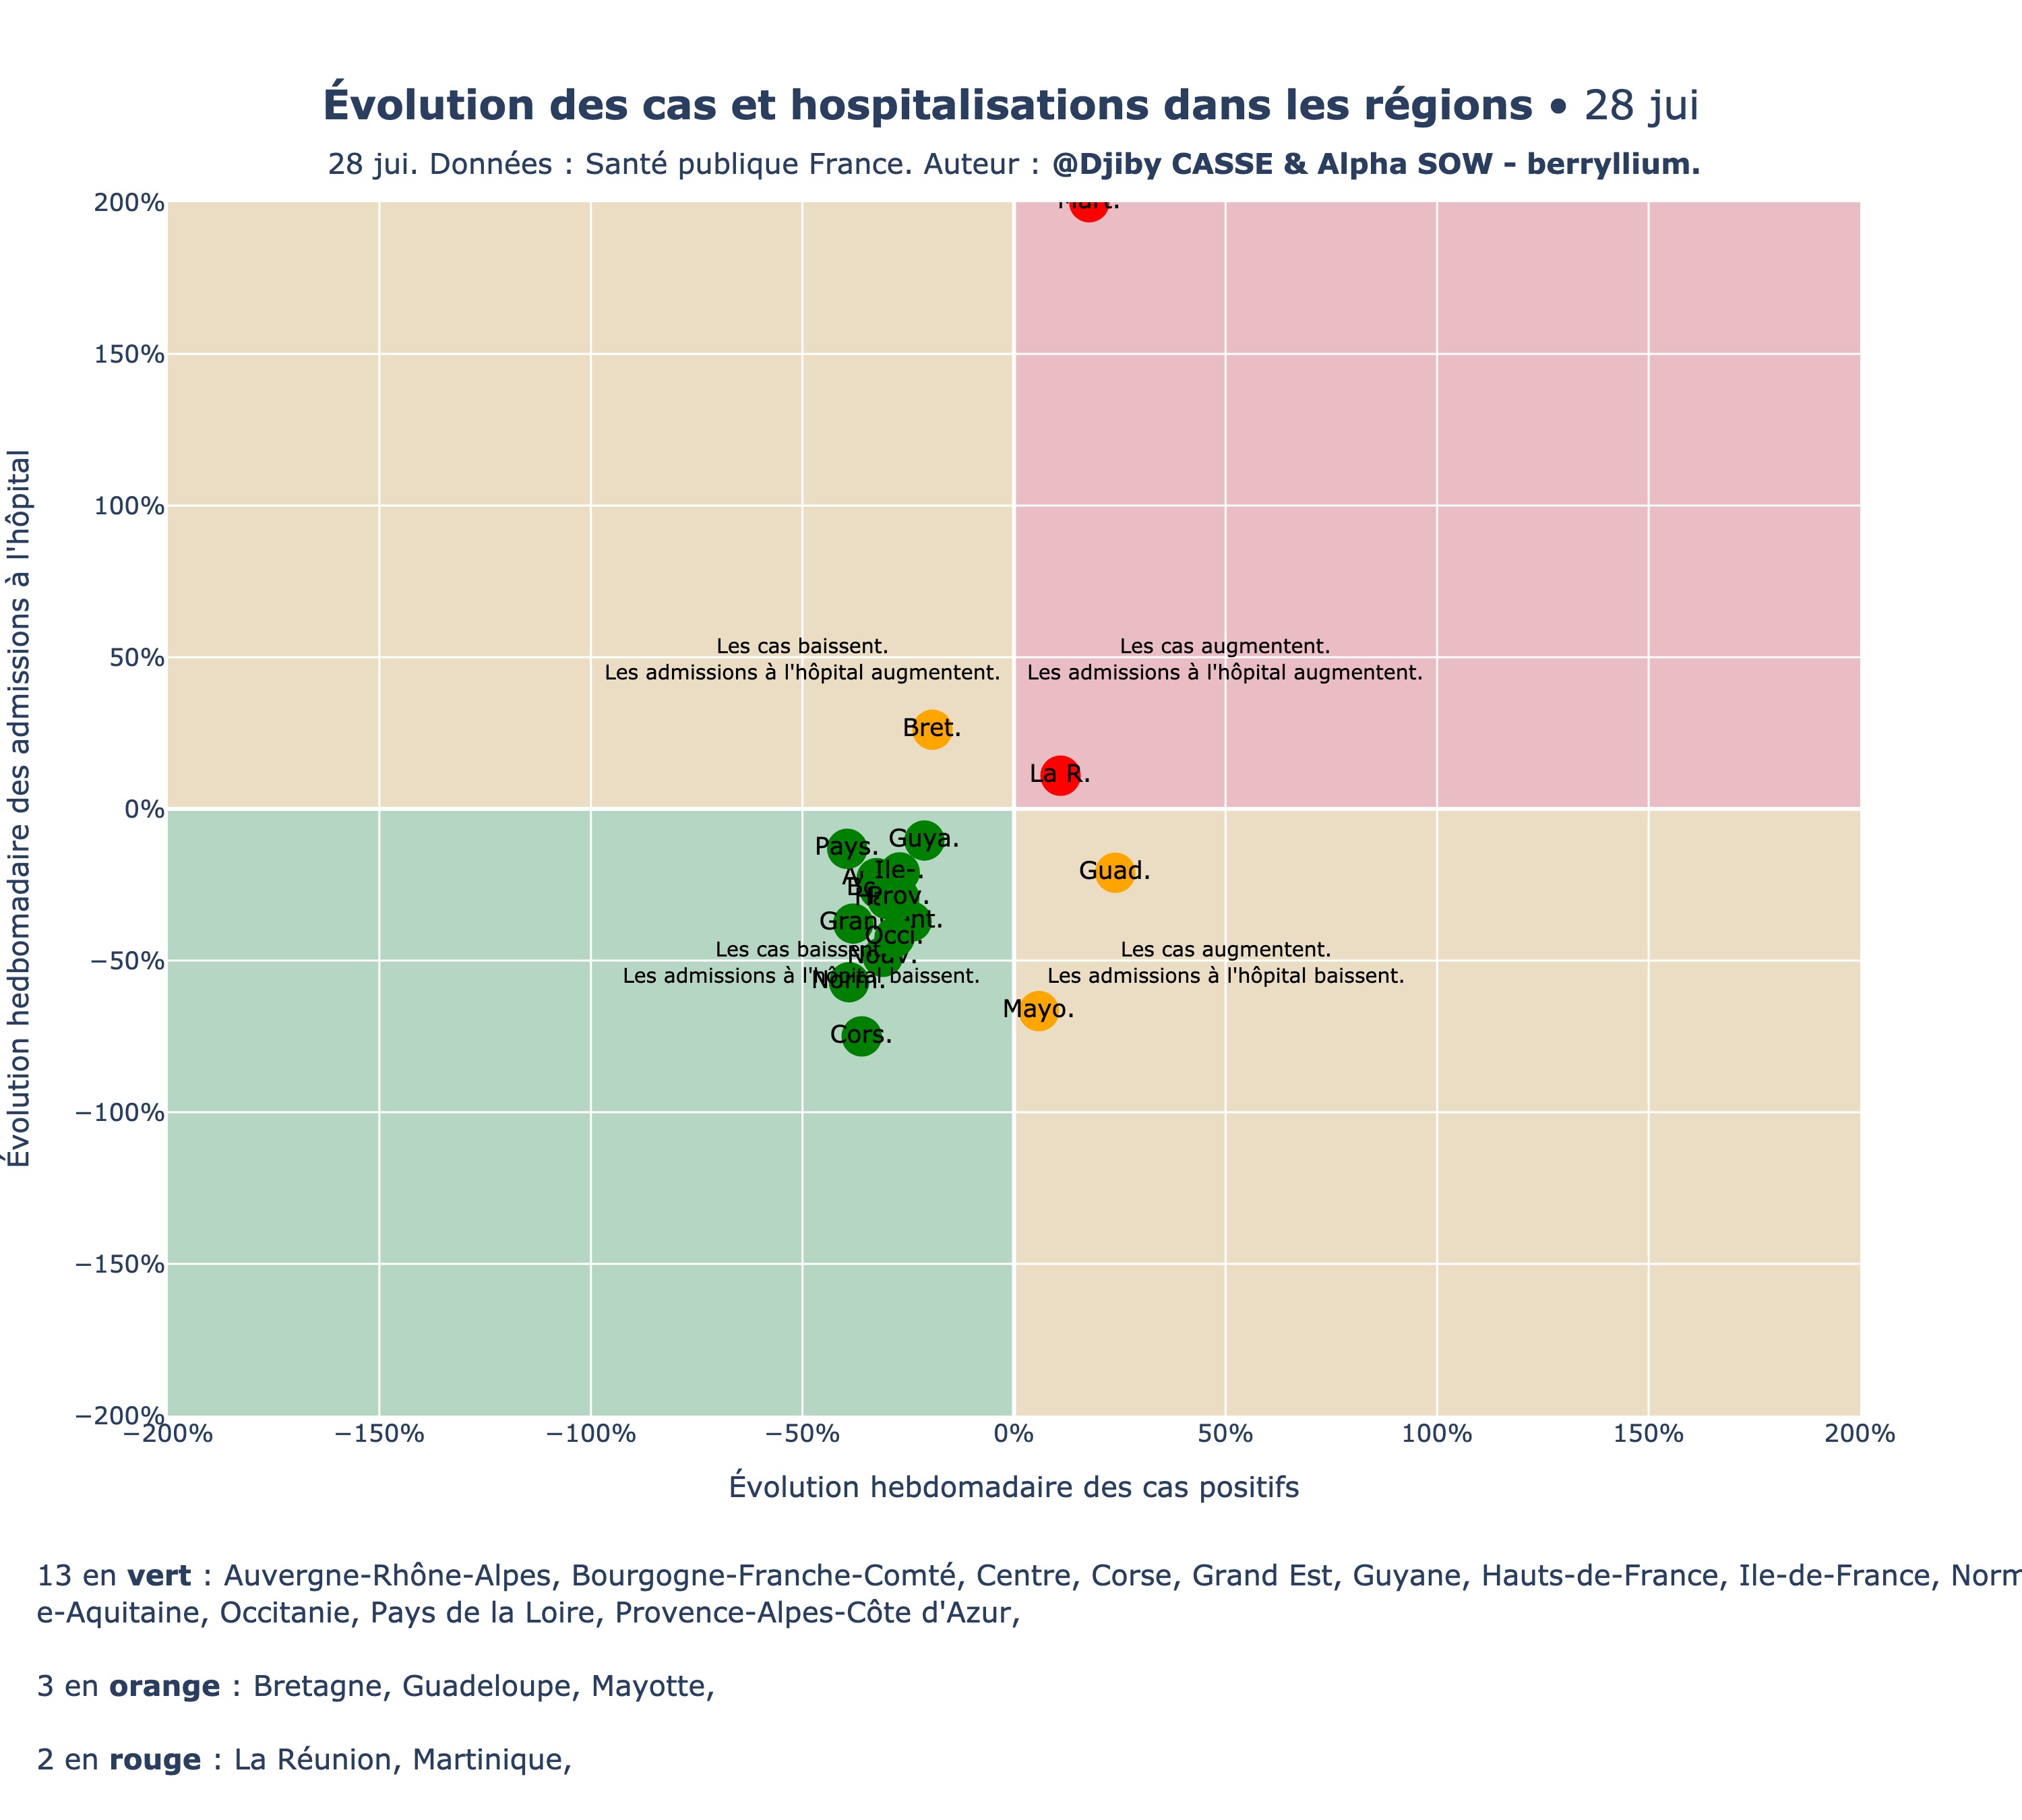 Évolution des cas et hospitalisations dans les régions • 28 jui
28 jui. Données : Santé publique France. Auteur : @Djiby CASSE & Alpha SOW - berryllium.
200%
150%
100%
50%
0%
−50%
−100%
−150%
−200%
Évolution hedbomadaire des admissions à l'hôpital
Mart.
Les cas baissent.
Les admissions à l'hôpital augmentent.
Les cas augmentent.
Les admissions à l'hôpital augmentent.
Bret.
La R.
Guya.
Pays.
Ile-.
Prov.
Guad.
Occi.
Nouv.
Norm.
Cors.
Mayo.
Les cas baissent.
Les admissions à l'hôpital baissent.
Les cas augmentent.
Les admissions à l'hôpital baissent.
−200%
−150%
−100%
−50%
0%
50%
100%
150%
200%
Évolution hebdomadaire des cas positifs
13 en vert : Auvergne-Rhône-Alpes, Bourgogne-Franche-Comté, Centre, Corse, Grand Est, Guyane, Hauts-de-France, Ile-de-France, Norm
e-Aquitaine, Occitanie, Pays de la Loire, Provence-Alpes-Côte d'Azur,
3 en orange : Bretagne, Guadeloupe, Mayotte,
2 en rouge : La Réunion, Martinique,